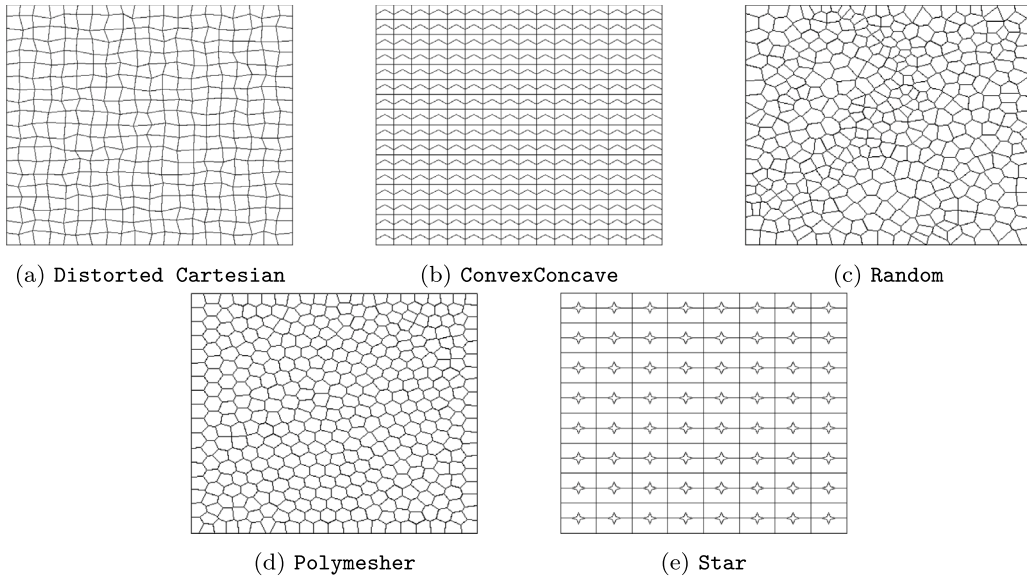 (a) Distorted Cartesian
(b) ConvexConcave
(c) Random
(d) Polymesher
(e) Star